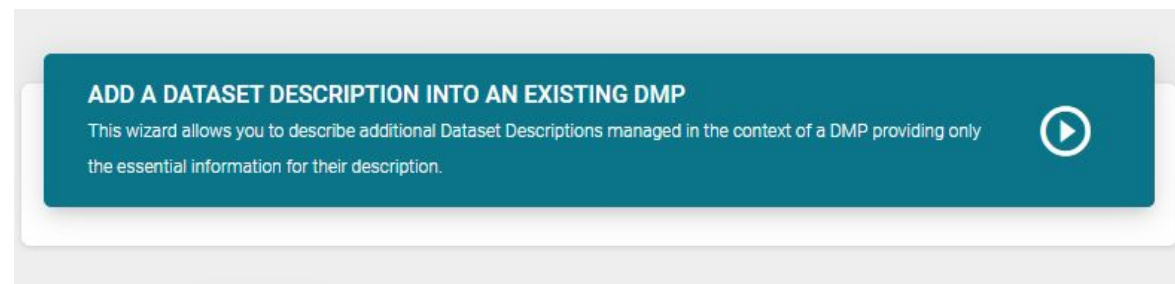 ADD A DATASET DESCRIPTION INTO AN EXISTING DMP
This wizard allows you to describe additional Dataset Descriptions managed in the context of a DMP providing only
the essential information for their description.